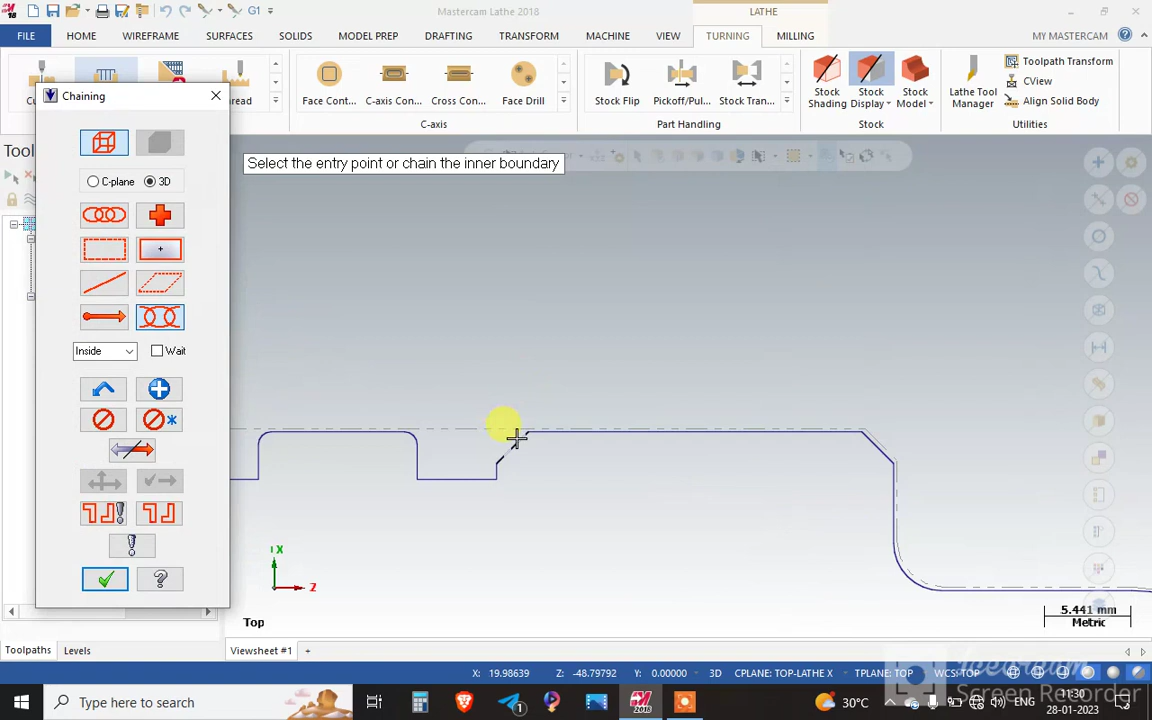 G1
Mastercam Lathe 2018
LATHE
FILE
HOME
WIREFRAME
SURFACES
SOLIDS
MODEL PREP
DRAFTING
TRANSFORM
MACHINE
VIEW
TURNING
MILLING
MY MASTERCAM
Face Cont...
C-axis Con...
Cross Con...
Face Drill
C-axis
Stock Flip
Pickoff/Pul...
Stock Tran...
Part Handling
Stock Shading
Stock Display
Stock Model
Stock
Lathe Tool Manager
Toolpath Transform
CView
Align Solid Body
Utilities
Chaining
C-plane
3D
Inside
Wait
Select the entry point or chain the inner boundary
X
Z
Top
5.441 mm
Metric
Toolpaths
Levels
Viewsheet #1
X: 19.98639
Z: -48.79792
Y: 0.00000
3D
CPLANE: TOP-LATHE X
TPLANE: TOP
WCS: TOP
Type here to search
2018
1
30°C
ENG
11:30
28-01-2023
Icecream
Screen Recorder